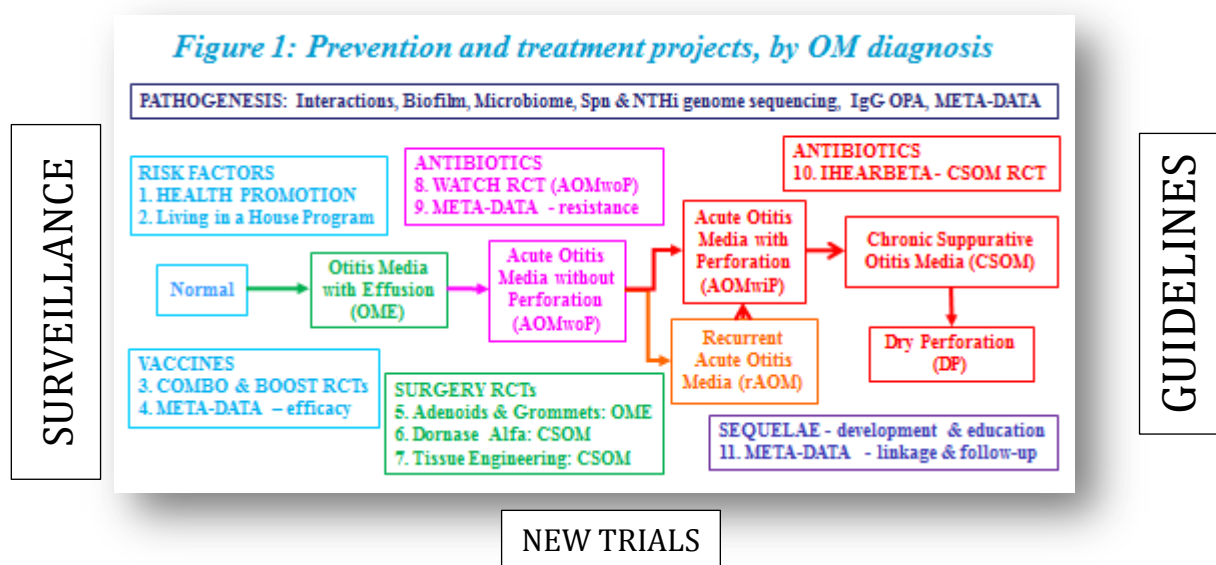 Figure 1: Prevention and treatment projects, by OM diagnosis
PATHOGENESIS: Interactions, Biofilm, Microbiome, Spn & NTHi genome sequencing, IgG OPA, META-DATA
SURVEILLANCE
RISK FACTORS
1. HEALTH PROMOTION
2. Living in a House Program
ANTIBIOTICS
8. WATCH RCT (AOMwoP)
9. META-DATA - resistance
ANTIBIOTICS
10. IHEARBETA - CSOM RCT
Normal
Otitis Media
with Effusion
(OME)
Acute Otitis
Media without
Perforation
(AOMwoP)
Acute Otitis
Media with
Perforation
(AOMwiP)
Chronic Suppurative
Otitis Media (CSOM)
Recurrent
Acute Otitis
Media (rAOM)
Dry Perforation
(DP)
VACCINES
3. COMBO & BOOST RCTs
4. META-DATA – efficacy
SURGERY RCTs
5. Adenoids & Grommets: OME
6. Dornase Alfa: CSOM
7. Tissue Engineering: CSOM
SEQUELAE - development & education
11. META-DATA - linkage & follow-up
GUIDELINES
NEW TRIALS